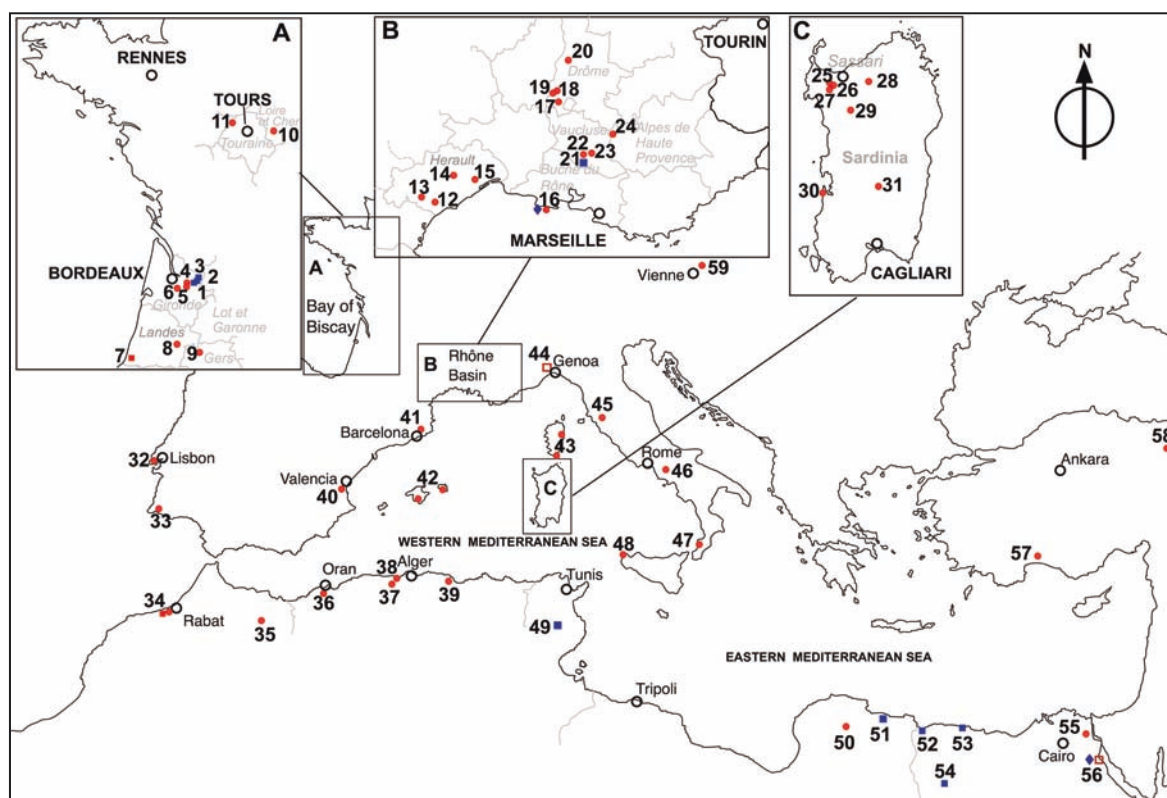 A
RENNES
TOURS
Loire
et Cher
11
10
Touraine
BORDEAUX
4
3
2
6
5
1
Gironde
Lot et
Garonne
Landes
8
9
7
Gers
B
TOURIN
20
Drôme
19
18
17
Vaucluse
24
Alpes de
Haute
Provence
22
23
21
Herault
14
15
Buche du
Rône
13
12
16
MARSEILLE
C
Sassari
25
26
28
27
29
Sardinia
30
31
CAGLIARI
N
A
Bay of
Biscay
Vienne
59
B
Rhône
Basin
44
Genoa
41
Barcelona
45
43
Rome
46
58
Ankara
32
Lisbon
Valencia
40
42
C
33
WESTERN MEDITERRANEAN SEA
48
47
57
Oran
38
Alger
Tunis
36
37
39
34
Rabat
35
49
EASTERN MEDITERRANEAN SEA
Tripoli
50
51
52
53
55
Cairo
56
54